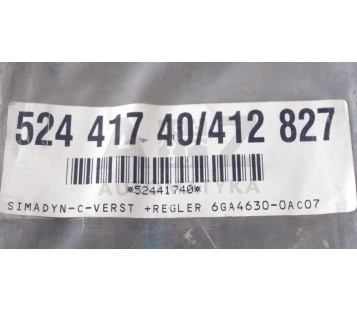 524 417 40/412 827
*52441740*
SIMADYN-C-VERST +REGLER 6GA4630-0AC07